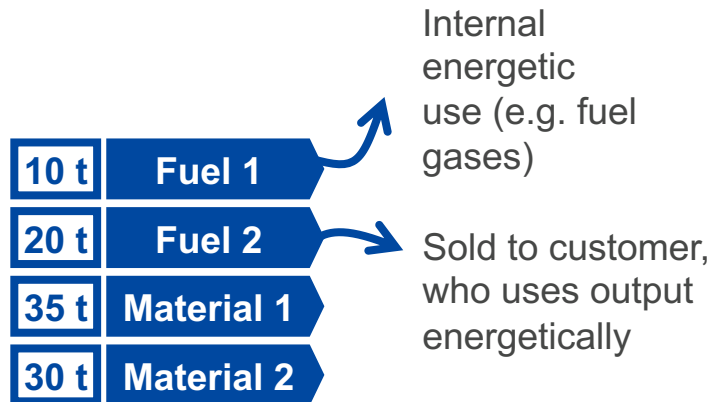 Internal
energetic
use (e.g. fuel
gases)
10 t Fuel 1
20 t Fuel 2
Sold to customer,
who uses output
energetically
35 t Material 1
30 t Material 2